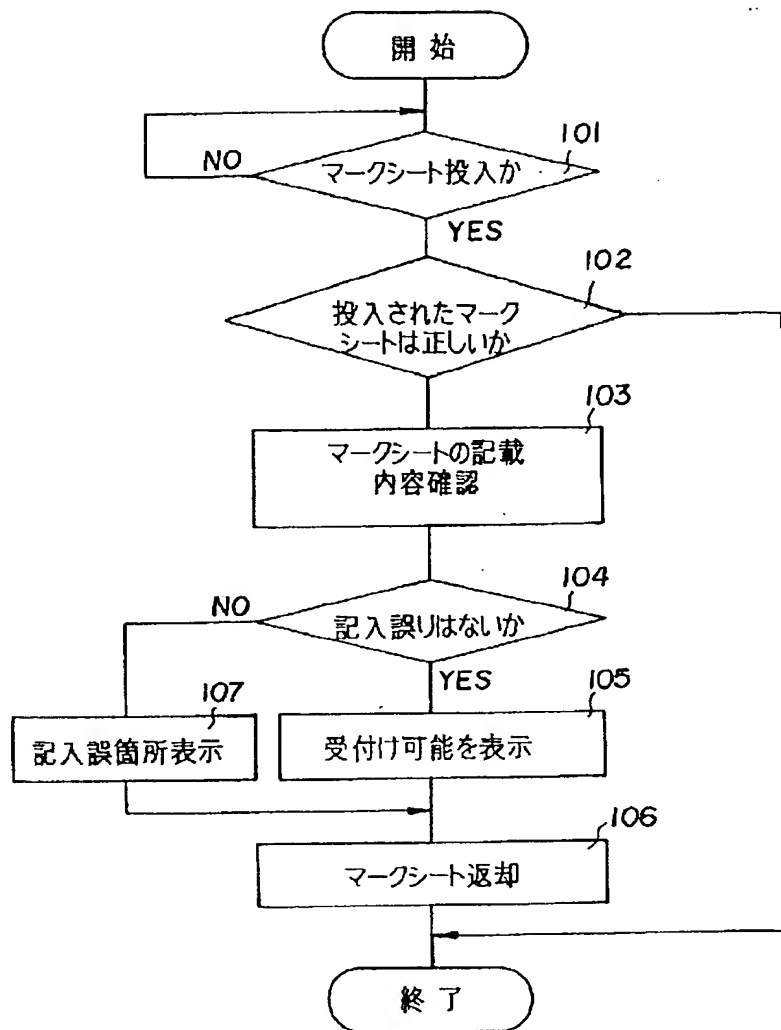 開始
101
NO
マークシート投入か
YES
102
投入されたマーク
シートは正しいか
103
マークシートの記載
内容確認
104
NO
記入誤りはないか
YES
107
105
記入誤箇所表示
受付け可能を表示
106
マークシート返却
終了